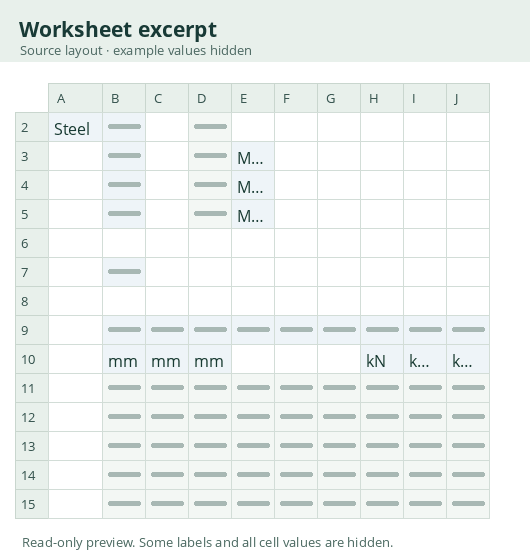 Worksheet excerpt
Source layout · example values hidden
A B C D E F G H I J
2 Steel
3 M...
4 M...
5 M...
6
7
8
9
10 mm mm mm kN k... k...
11
12
13
14
15
Read-only preview. Some labels and all cell values are hidden.